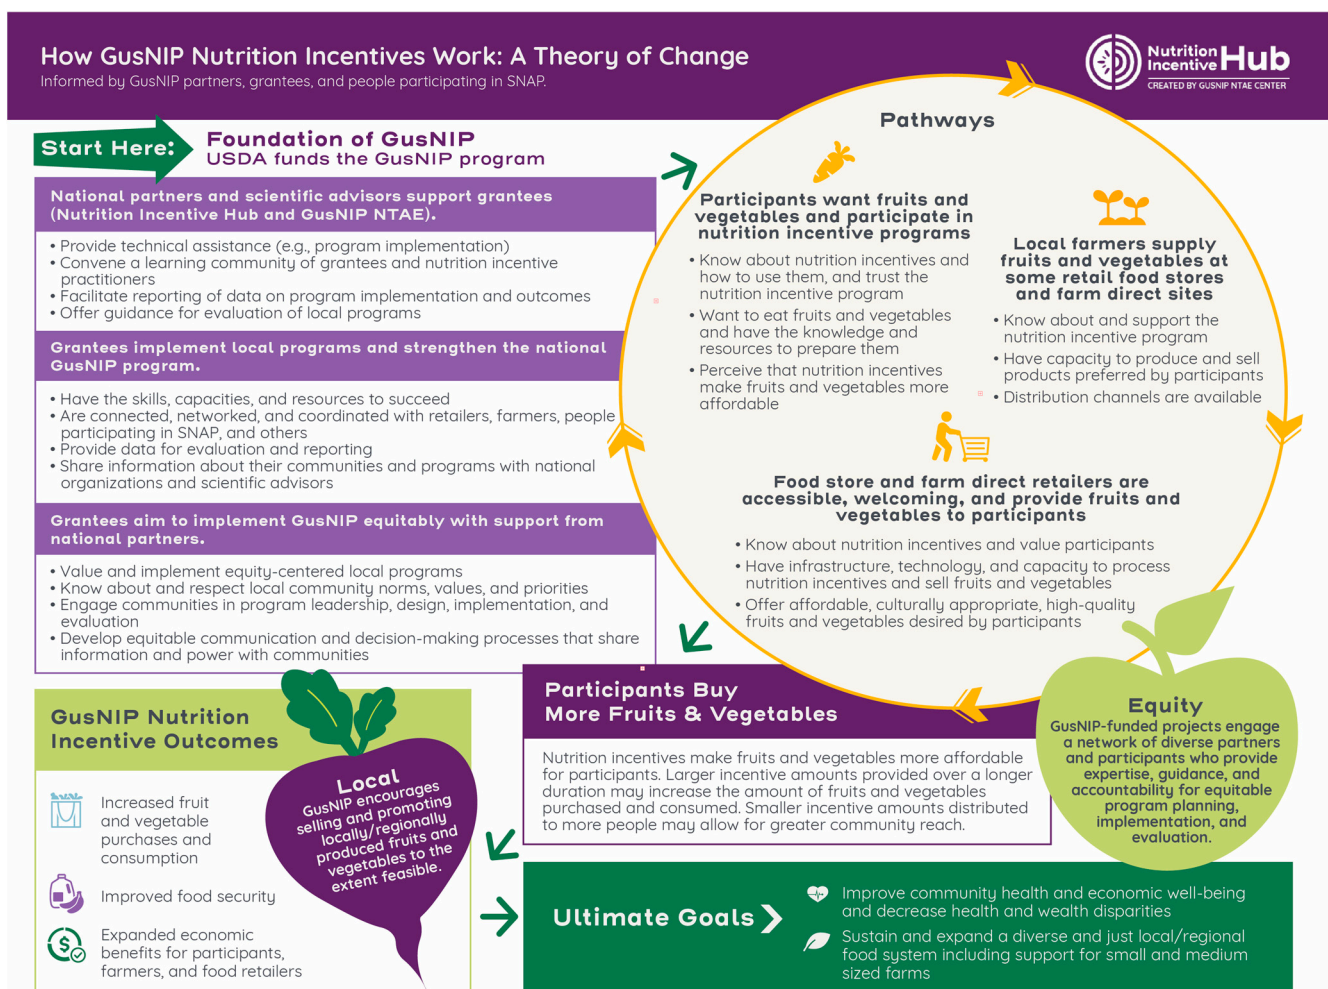 How GusNIP Nutrition Incentives Work: A Theory of Change
Informed by GusNIP partners, grantees, and people participating in SNAP.
Nutrition
Incentive Hub
CREATED BY GUSNIP NTAE CENTER
Start Here:
Foundation of GusNIP
USDA funds the GusNIP program
National partners and scientific advisors support grantees
(Nutrition Incentive Hub and GusNIP NTAE).
• Provide technical assistance (e.g., program implementation)
• Convene a learning community of grantees and nutrition incentive
practitioners
• Facilitate reporting of data on program implementation and outcomes
• Offer guidance for evaluation of local programs
Grantees implement local programs and strengthen the national
GusNIP program.
• Have the skills, capacities, and resources to succeed
• Are connected, networked, and coordinated with retailers, farmers, people
participating in SNAP, and others
• Provide data for evaluation and reporting
• Share information about their communities and programs with national
organizations and scientific advisors
Grantees aim to implement GusNIP equitably with support from
national partners.
• Value and implement equity-centered local programs
• Know about and respect local community norms, values, and priorities
• Engage communities in program leadership, design, implementation, and
evaluation
• Develop equitable communication and decision-making processes that share
information and power with communities
Pathways
Participants want fruits and
vegetables and participate in
nutrition incentive programs
• Know about nutrition incentives and
how to use them, and trust the
nutrition incentive program
• Want to eat fruits and vegetables
and have the knowledge and
resources to prepare them
• Perceive that nutrition incentives
make fruits and vegetables more
affordable
Local farmers supply
fruits and vegetables at
some retail food stores
and farm direct sites
• Know about and support the
nutrition incentive program
• Have capacity to produce and sell
products preferred by participants
• Distribution channels are available
Food store and farm direct retailers are
accessible, welcoming, and provide fruits and
vegetables to participants
• Know about nutrition incentives and value participants
• Have infrastructure, technology, and capacity to process
nutrition incentives and sell fruits and vegetables
• Offer affordable, culturally appropriate, high-quality
fruits and vegetables desired by participants
Participants Buy
More Fruits & Vegetables
Nutrition incentives make fruits and vegetables more affordable
for participants. Larger incentive amounts provided over a longer
duration may increase the amount of fruits and vegetables
purchased and consumed. Smaller incentive amounts distributed
to more people may allow for greater community reach.
Equity
GusNIP-funded projects engage
a network of diverse partners
and participants who provide
expertise, guidance, and
accountability for equitable
program planning,
implementation, and
evaluation.
GusNIP Nutrition
Incentive Outcomes
Increased fruit
and vegetable
purchases and
consumption
Improved food security
$
Expanded economic
benefits for participants,
farmers, and food retailers
Local
GusNIP encourages
selling and promoting
locally/regionally
produced fruits and
vegetables to the
extent feasible.
Ultimate Goals
Improve community health and economic well-being
and decrease health and wealth disparities
Sustain and expand a diverse and just local/regional
food system including support for small and medium
sized farms